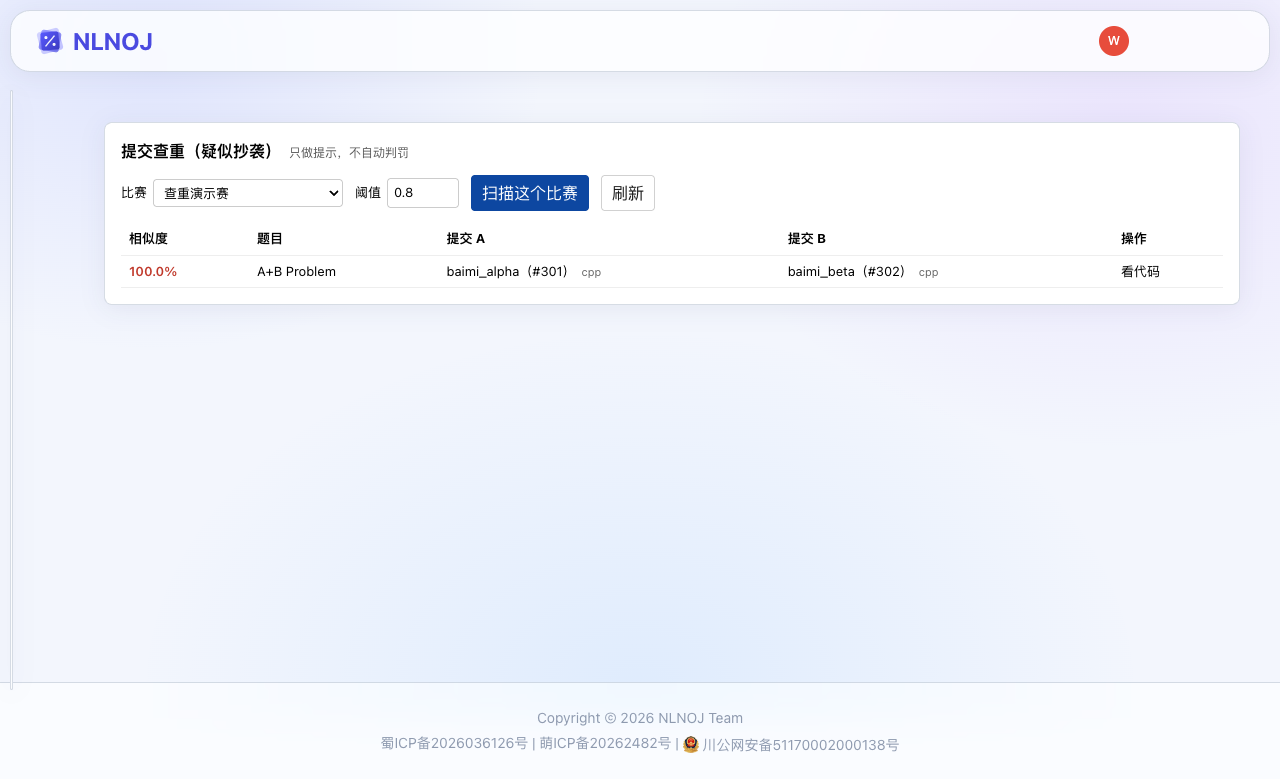 NLNOJ
W
提交查重（疑似抄袭） 只做提示，不自动判罚
比赛 查重演示赛 阈值 0.8 扫描这个比赛 刷新
相似度 题目 提交 A 提交 B 操作
100.0% A+B Problem baimi_alpha（#301） cpp baimi_beta（#302） cpp 看代码
Copyright © 2026 NLNOJ Team
蜀ICP备2026036126号 | 萌ICP备20262482号 | 川公网安备51170002000138号